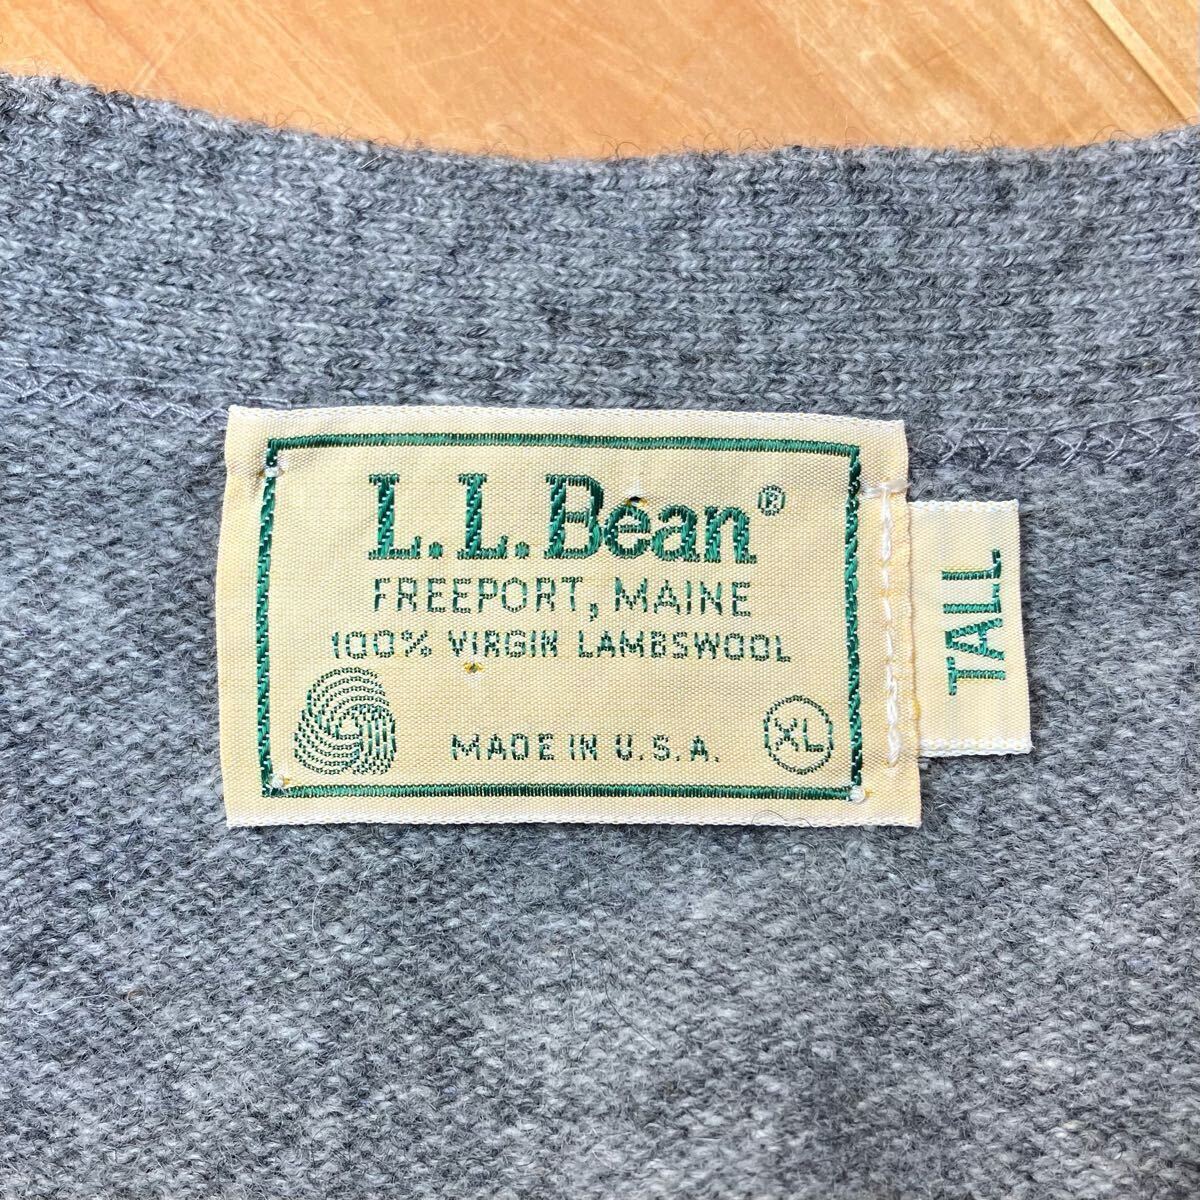 L.L.Bean®
FREEPORT, MAINE
100% VIRGIN LAMBSWOOL
MADE IN U.S.A.
XL
TALL